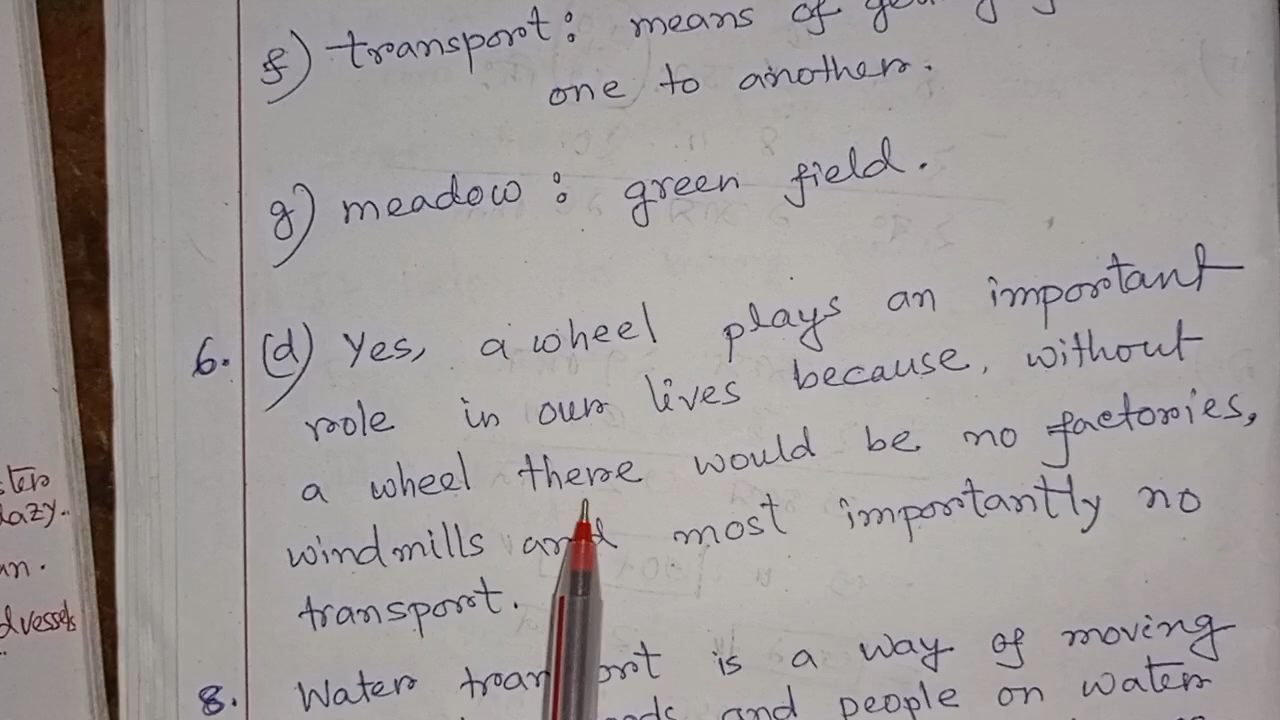 f) transport: means of
one to another.
g) meadow: green field.
6. (d) Yes, a wheel plays an important
role in our lives because, without
a wheel there would be no factories,
windmills and most importantly no
transport.
8. Water transport is a way of moving
and people on water
lazy.